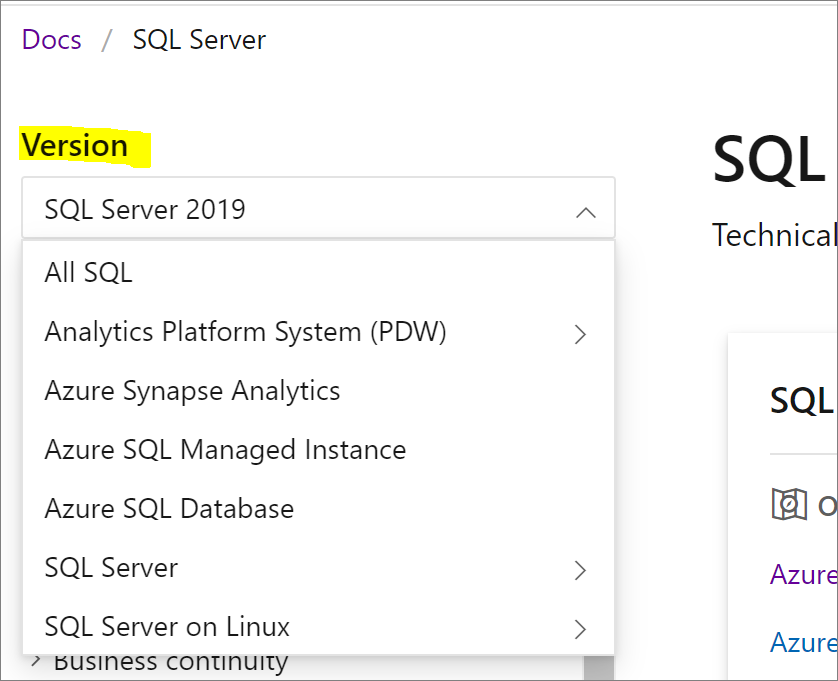 Docs / SQL Server
Version
SQL Server 2019
All SQL
Analytics Platform System (PDW)
Azure Synapse Analytics
Azure SQL Managed Instance
Azure SQL Database
SQL Server
SQL Server on Linux
Business continuity
SQL
Technical
SQL
Azure
Azure